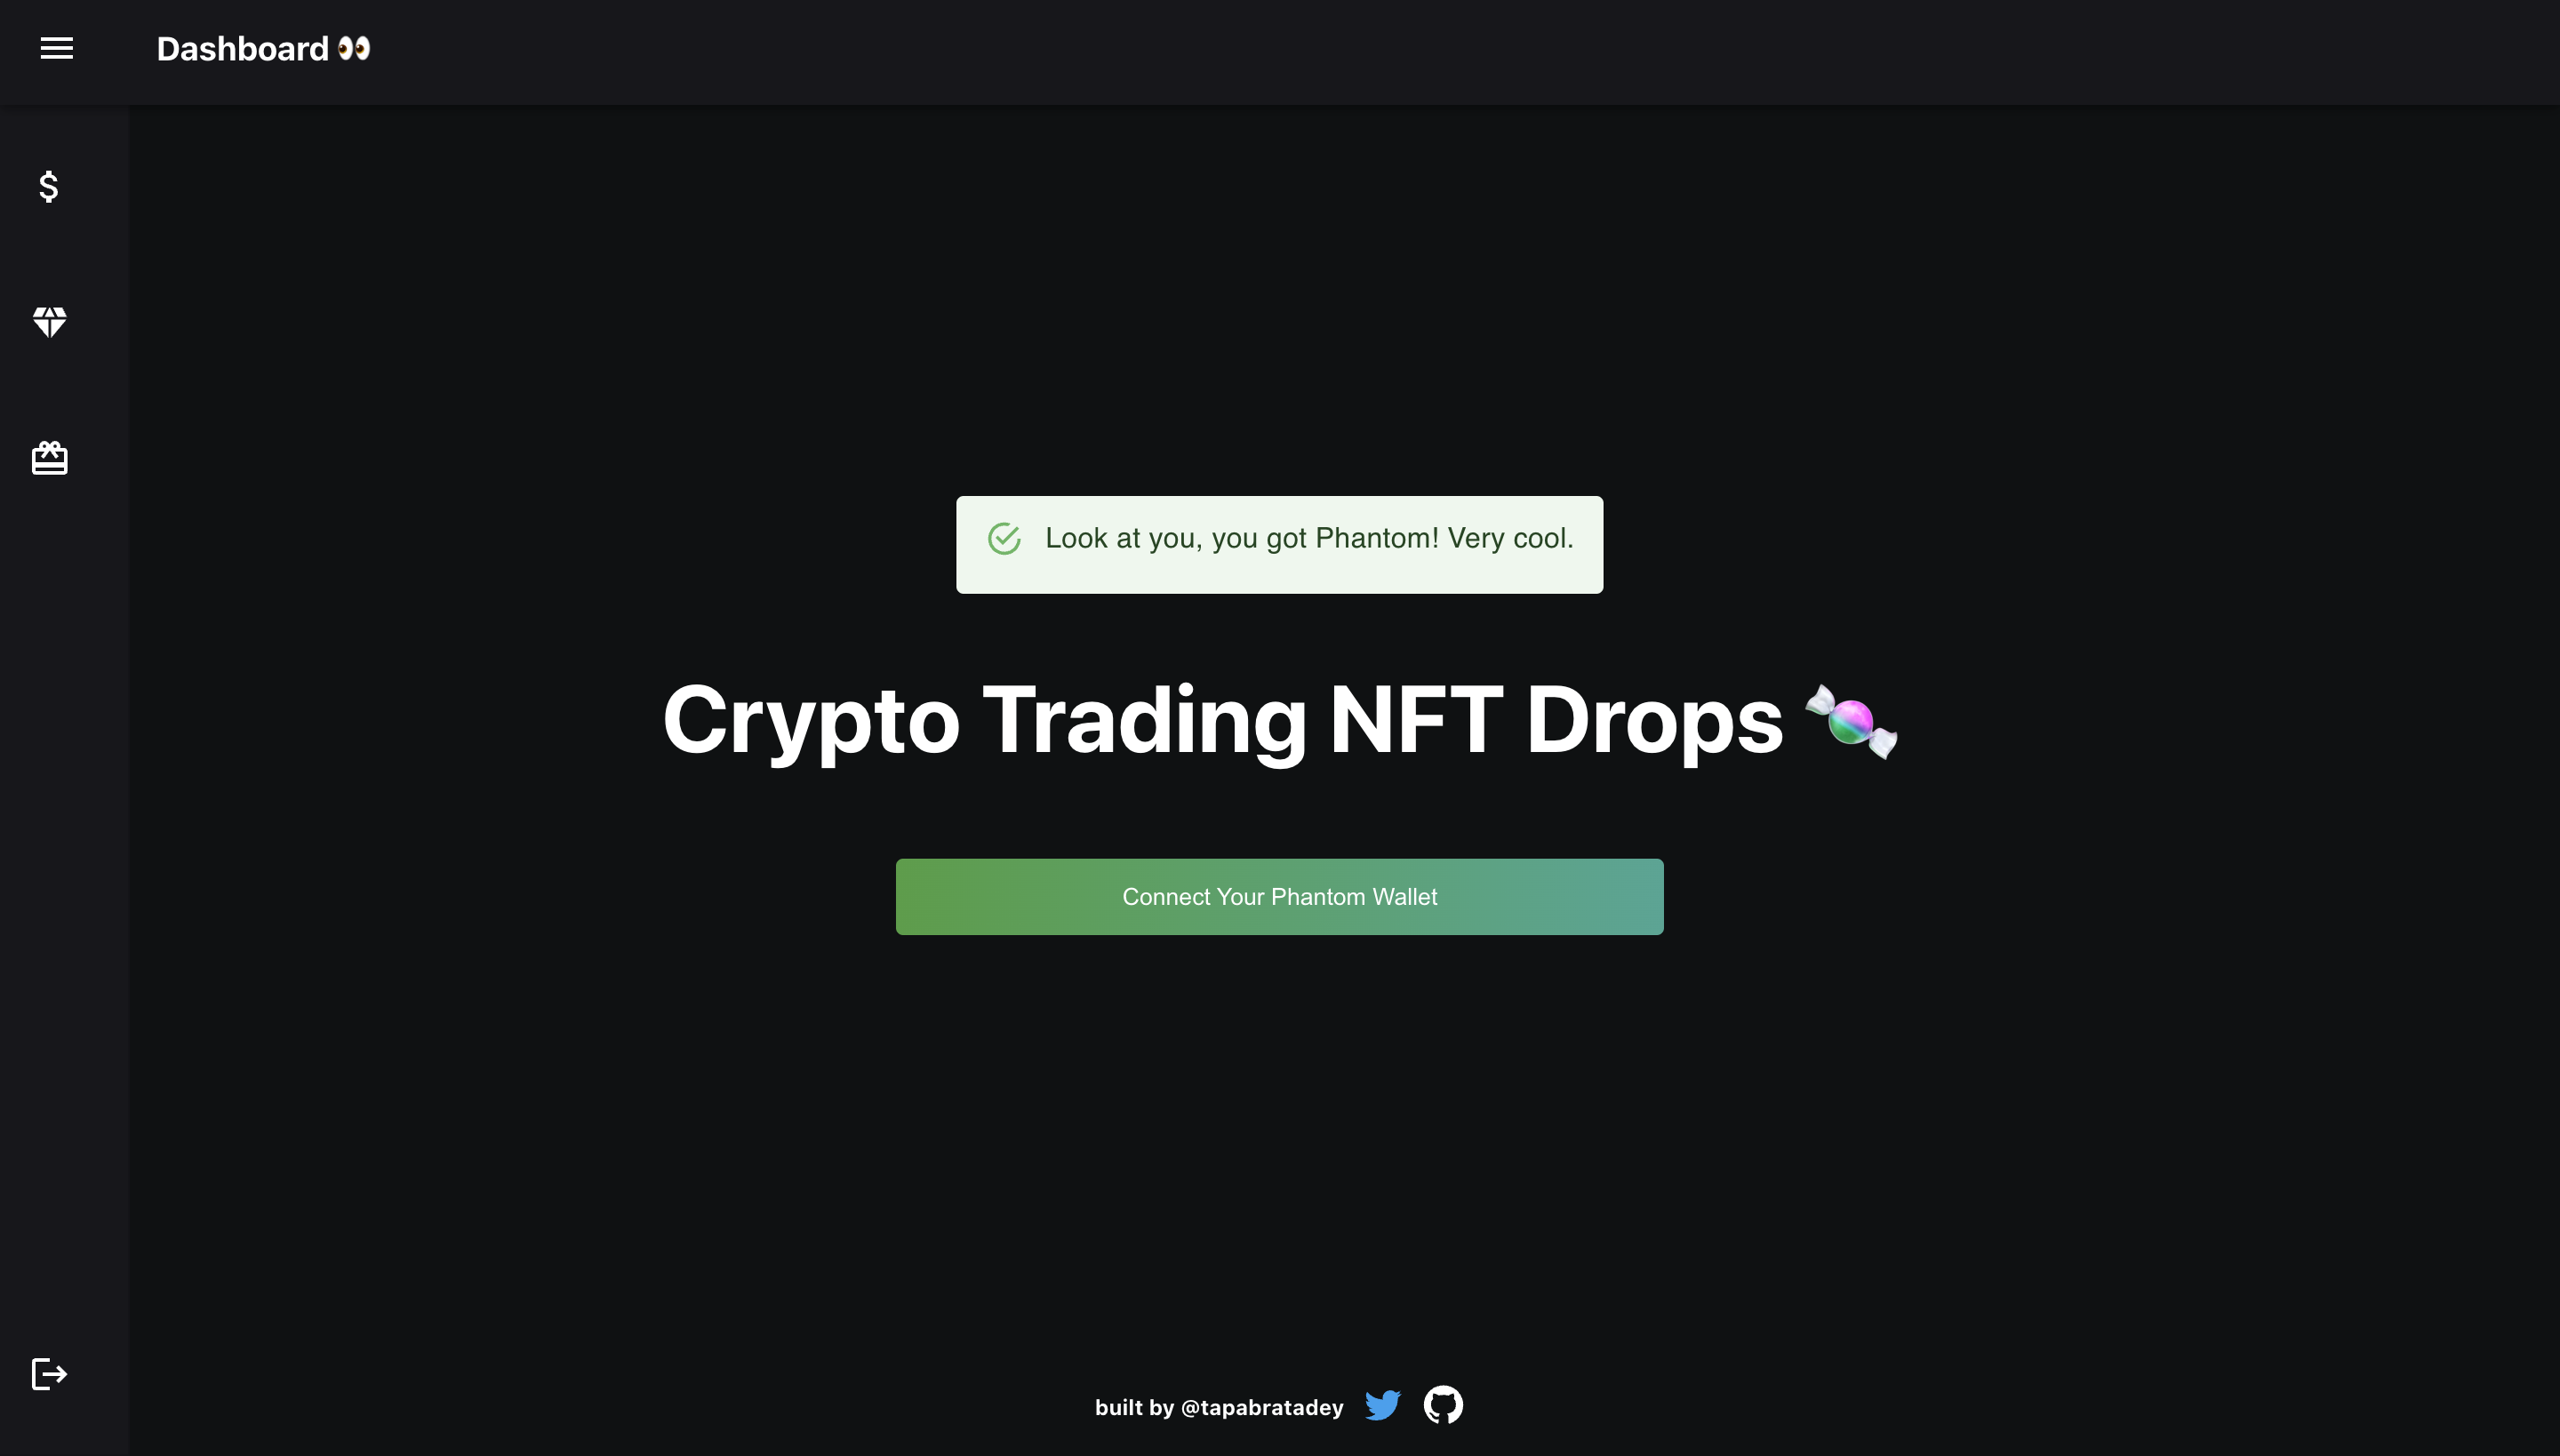 Dashboard 👀
Look at you, you got Phantom! Very cool.
Crypto Trading NFT Drops 🍬
Connect Your Phantom Wallet
built by @tapabratadey